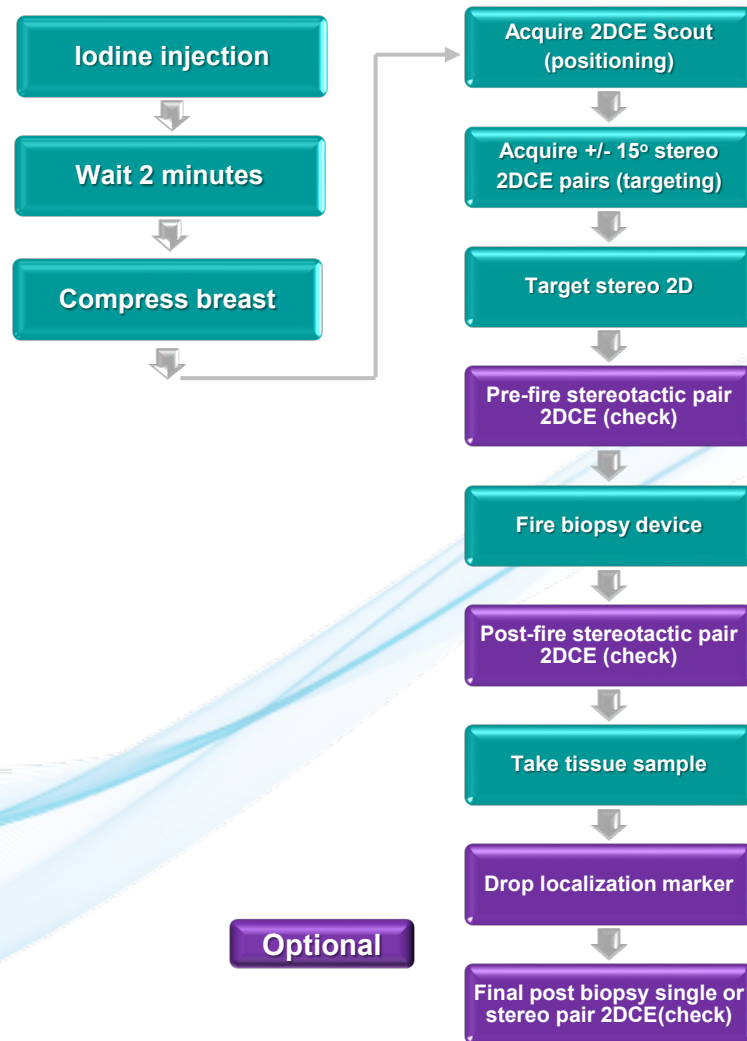 Iodine injection
Wait 2 minutes
Compress breast
Acquire 2DCE Scout
(positioning)
Acquire +/- 15° stereo
2DCE pairs (targeting)
Target stereo 2D
Pre-fire stereotactic pair
2DCE (check)
Fire biopsy device
Post-fire stereotactic pair
2DCE (check)
Take tissue sample
Drop localization marker
Final post biopsy single or
stereo pair 2DCE(check)
Optional